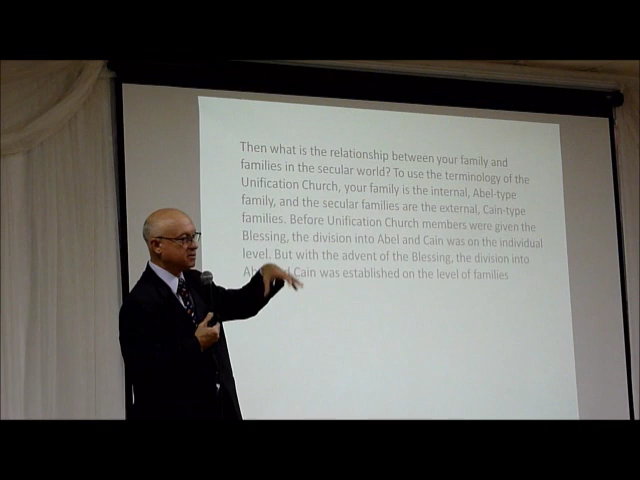 Then what is the relationship between your family and
families in the secular world? To use the terminology of the
Unification Church, your family is the internal, Abel-type
family, and the secular families are the external, Cain-type
families. Before Unification Church members were given the
Blessing, the division into Abel and Cain was on the individual
level. But with the advent of the Blessing, the division into
Cain was established on the level of families